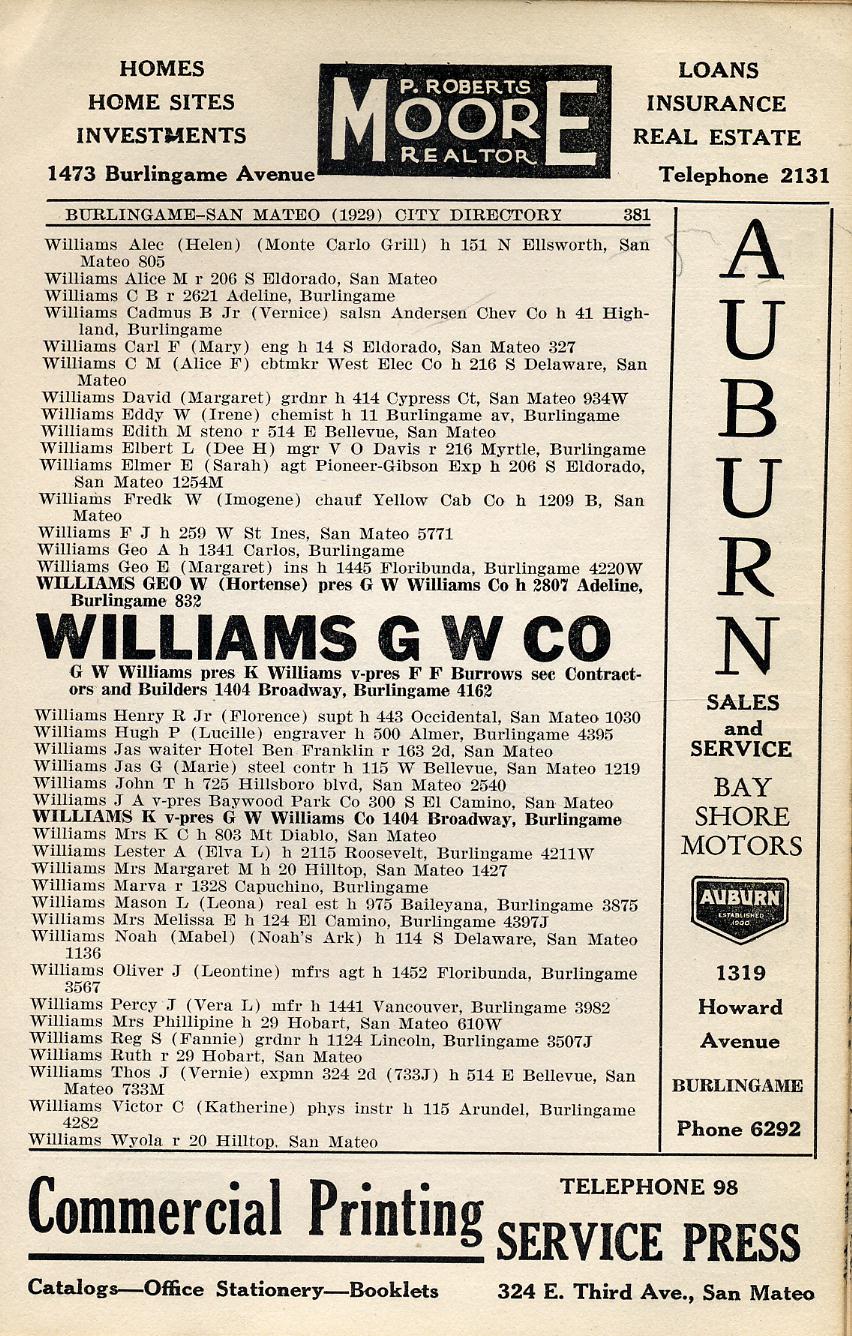 HOMES
HOME SITES
INVESTMENTS
1473 Burlingame Avenue
P. ROBERTS
MOORE
REALTOR
LOANS
INSURANCE
REAL ESTATE
Telephone 2131
BURLINGAME-SAN MATEO (1929) CITY DIRECTORY 381
Williams Alec (Helen) (Monte Carlo Grill) h 151 N Ellsworth, San
Mateo 805
Williams Alice M r 206 S Eldorado, San Mateo
Williams C B r 2621 Adeline, Burlingame
Williams Cadmus B Jr (Vernice) salsn Andersen Chev Co h 41 High-
land, Burlingame
Williams Carl F (Mary) eng h 14 S Eldorado, San Mateo 327
Williams C M (Alice F) cbtmkr West Elec Co h 216 S Delaware, San
Mateo
Williams David (Margaret) grdnr h 414 Cypress Ct, San Mateo 934W
Williams Eddy W (Irene) chemist h 11 Burlingame av, Burlingame
Williams Edith M steno r 514 E Bellevue, San Mateo
Williams Elbert L (Dee H) mgr V O Davis r 216 Myrtle, Burlingame
Williams Elmer E (Sarah) agt Pioneer-Gibson Exp h 206 S Eldorado,
San Mateo 1254M
Williams Fredk W (Imogene) chauf Yellow Cab Co h 1209 B, San
Mateo
Williams F J h 259 W St Ines, San Mateo 5771
Williams Geo A h 1341 Carlos, Burlingame
Williams Geo E (Margaret) ins h 1445 Floribunda, Burlingame 4220W
WILLIAMS GEO W (Hortense) pres G W Williams Co h 2807 Adeline,
Burlingame 832
WILLIAMS G W CO
G W Williams pres K Williams v-pres F F Burrows sec Contract-
ors and Builders 1404 Broadway, Burlingame 4162
Williams Henry R Jr (Florence) supt h 443 Occidental, San Mateo 1030
Williams Hugh P (Lucille) engraver h 500 Almer, Burlingame 4395
Williams Jas waiter Hotel Ben Franklin r 163 2d, San Mateo
Williams Jas G (Marie) steel contr h 115 W Bellevue, San Mateo 1219
Williams John T h 725 Hillsboro blvd, San Mateo 2540
Williams J A v-pres Baywood Park Co 300 S El Camino, San Mateo
WILLIAMS K v-pres G W Williams Co 1404 Broadway, Burlingame
Williams Mrs K C h 803 Mt Diablo, San Mateo
Williams Lester A (Elva L) h 2115 Roosevelt, Burlingame 4211W
Williams Mrs Margaret M h 20 Hilltop, San Mateo 1427
Williams Marva r 1328 Capuchino, Burlingame
Williams Mason L (Leona) real est h 975 Baileyana, Burlingame 3875
Williams Mrs Melissa E h 124 El Camino, Burlingame 4397J
Williams Noah (Mabel) (Noah's Ark) h 114 S Delaware, San Mateo
1136
Williams Oliver J (Leontine) mfrs agt h 1452 Floribunda, Burlingame
3567
Williams Percy J (Vera L) mfr h 1441 Vancouver, Burlingame 3982
Williams Mrs Phillipine h 29 Hobart, San Mateo 610W
Williams Reg S (Fannie) grdnr h 1124 Lincoln, Burlingame 3507J
Williams Ruth r 29 Hobart, San Mateo
Williams Thos J (Vernie) expmn 324 2d (733J) h 514 E Bellevue, San
Mateo 733M
Williams Victor C (Katherine) phys instr h 115 Arundel, Burlingame
4282
Williams Wyola r 20 Hilltop, San Mateo
AUBURN
SALES
and
SERVICE
BAY
SHORE
MOTORS
AUBURN
ESTABLISHED
1900
1319
Howard
Avenue
BURLINGAME
Phone 6292
Commercial Printing
Catalogs—Office Stationery—Booklets
TELEPHONE 98
SERVICE PRESS
324 E. Third Ave., San Mateo